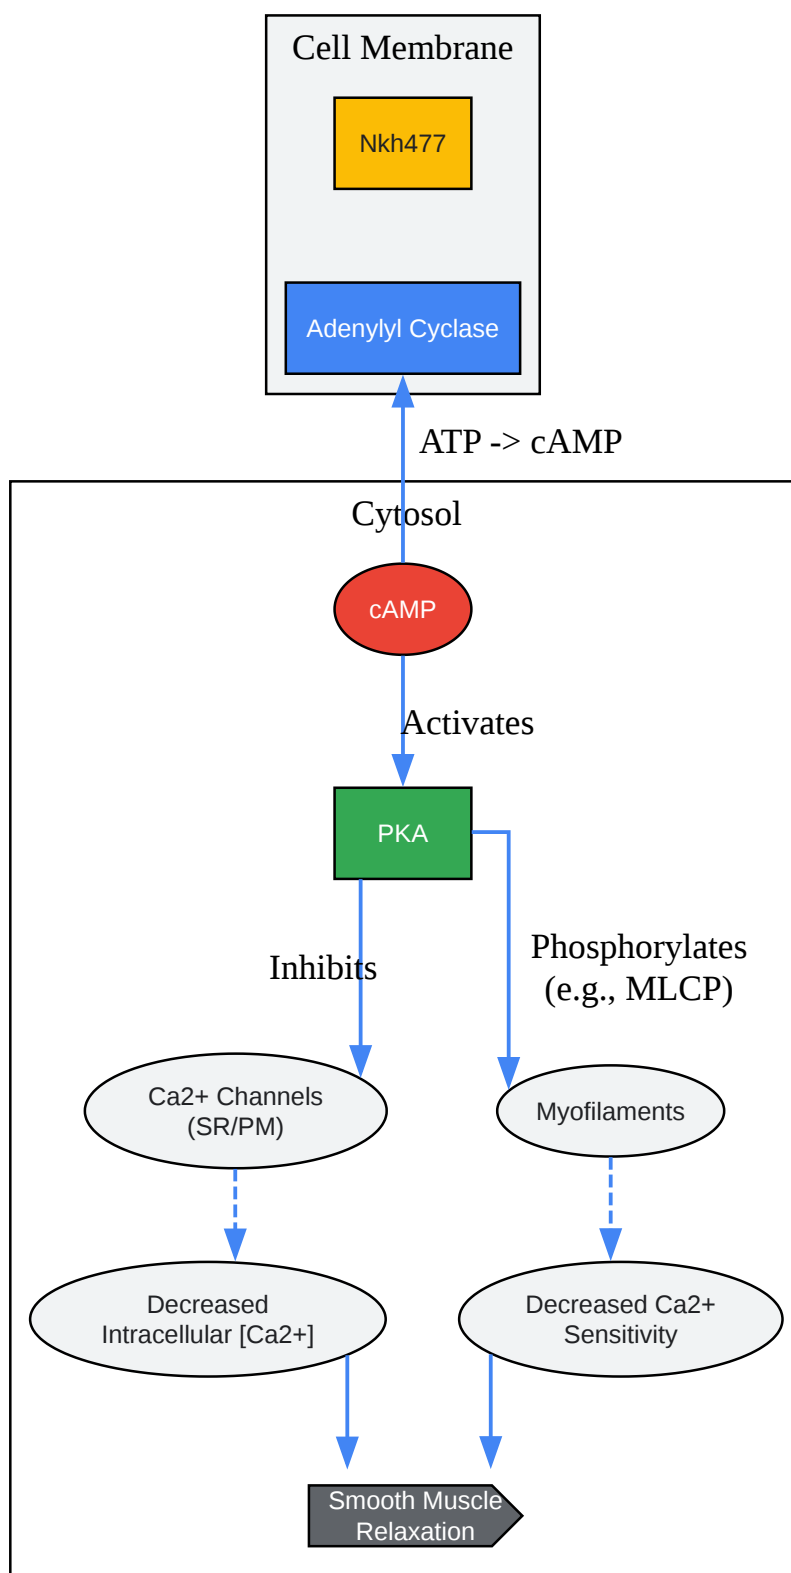 Cell Membrane
Nkh477
Adenylyl Cyclase
ATP -> cAMP
Cytosol
cAMP
Activates
PKA
Inhibits
Phosphorylates
(e.g., MLCP)
Ca2+ Channels
(SR/PM)
Myofilaments
Decreased
Intracellular [Ca2+]
Decreased Ca2+
Sensitivity
Smooth Muscle
Relaxation